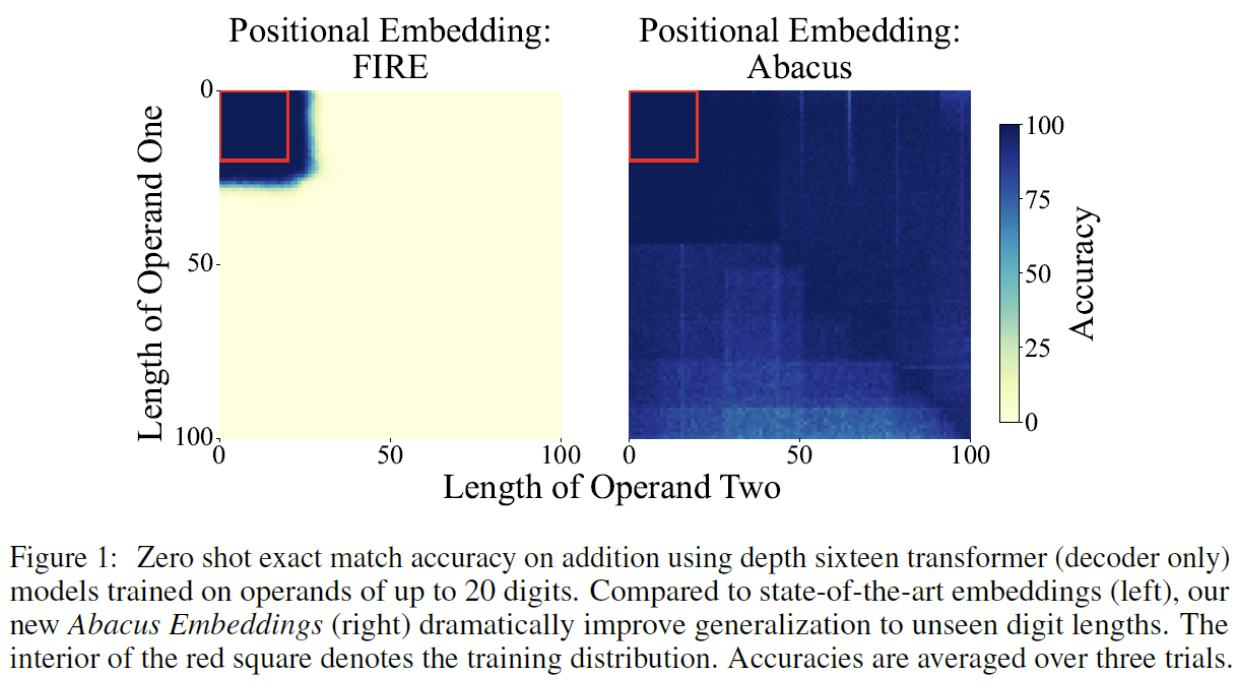 Positional Embedding:
FIRE
Positional Embedding:
Abacus
Length of Operand One
0
50
100
0
50
100
0
50
100
Length of Operand Two
100
75
50
25
0
Accuracy
Figure 1: Zero shot exact match accuracy on addition using depth sixteen transformer (decoder only)
models trained on operands of up to 20 digits. Compared to state-of-the-art embeddings (left), our
new Abacus Embeddings (right) dramatically improve generalization to unseen digit lengths. The
interior of the red square denotes the training distribution. Accuracies are averaged over three trials.